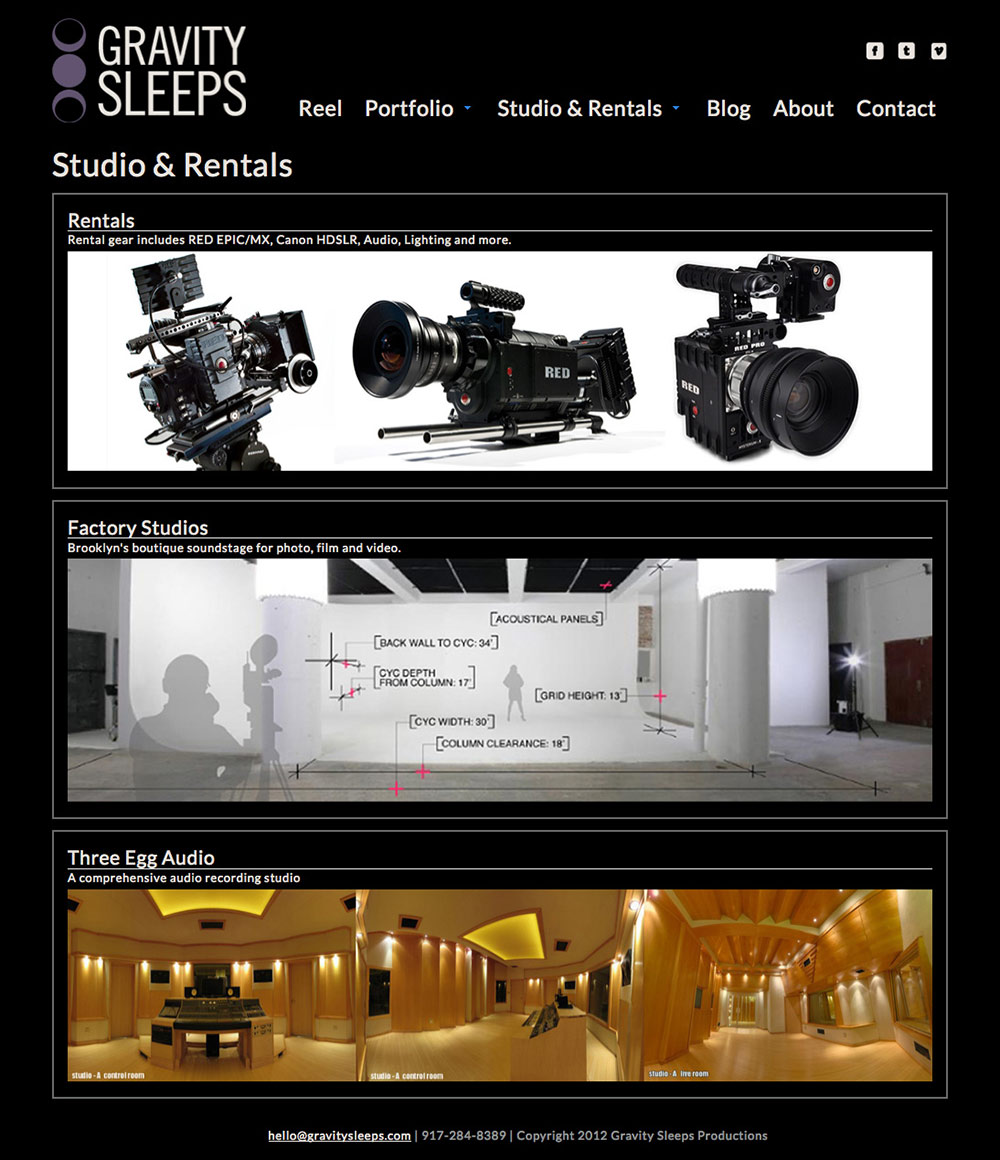 GRAVITY
SLEEPS
Reel Portfolio Studio & Rentals Blog About Contact
Studio & Rentals
Rentals
Rental gear includes RED EPIC/MX, Canon HDSLR, Audio, Lighting and more.
RED
RED PRO
RED
Factory Studios
Brooklyn's boutique soundstage for photo, film and video.
[ACOUSTICAL PANELS]
[BACK WALL TO CYC: 34']
[CYC DEPTH
FROM COLUMN: 17']
[GRID HEIGHT: 13']
[CYC WIDTH: 30']
[COLUMN CLEARANCE: 18']
Three Egg Audio
A comprehensive audio recording studio
studio - A control room
studio - A control room
studio - A live room
hello@gravitysleeps.com | 917-284-8389 | Copyright 2012 Gravity Sleeps Productions